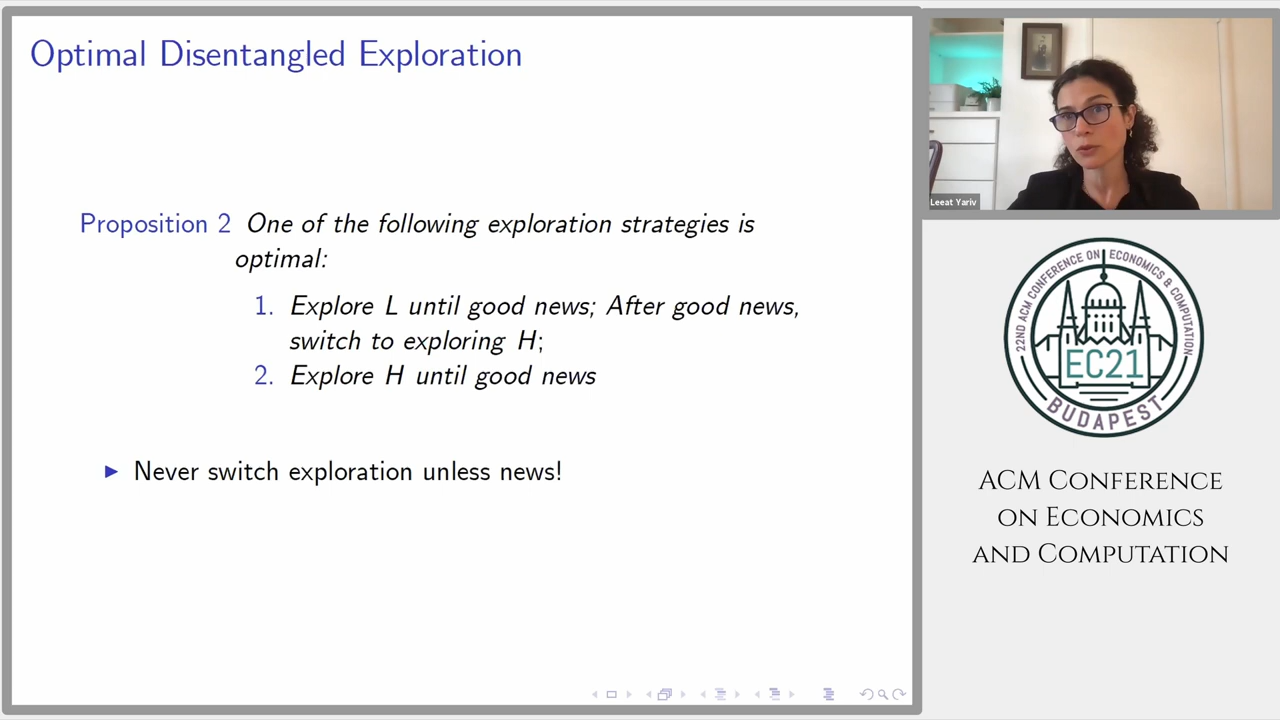 Optimal Disentangled Exploration
Proposition 2 One of the following exploration strategies is
optimal:
1. Explore L until good news; After good news,
switch to exploring H;
2. Explore H until good news
▶ Never switch exploration unless news!
Leeat Yariv
22ND ACM CONFERENCE ON ECONOMICS & COMPUTATION
EC21
BUDAPEST
ACM Conference
on Economics
and Computation